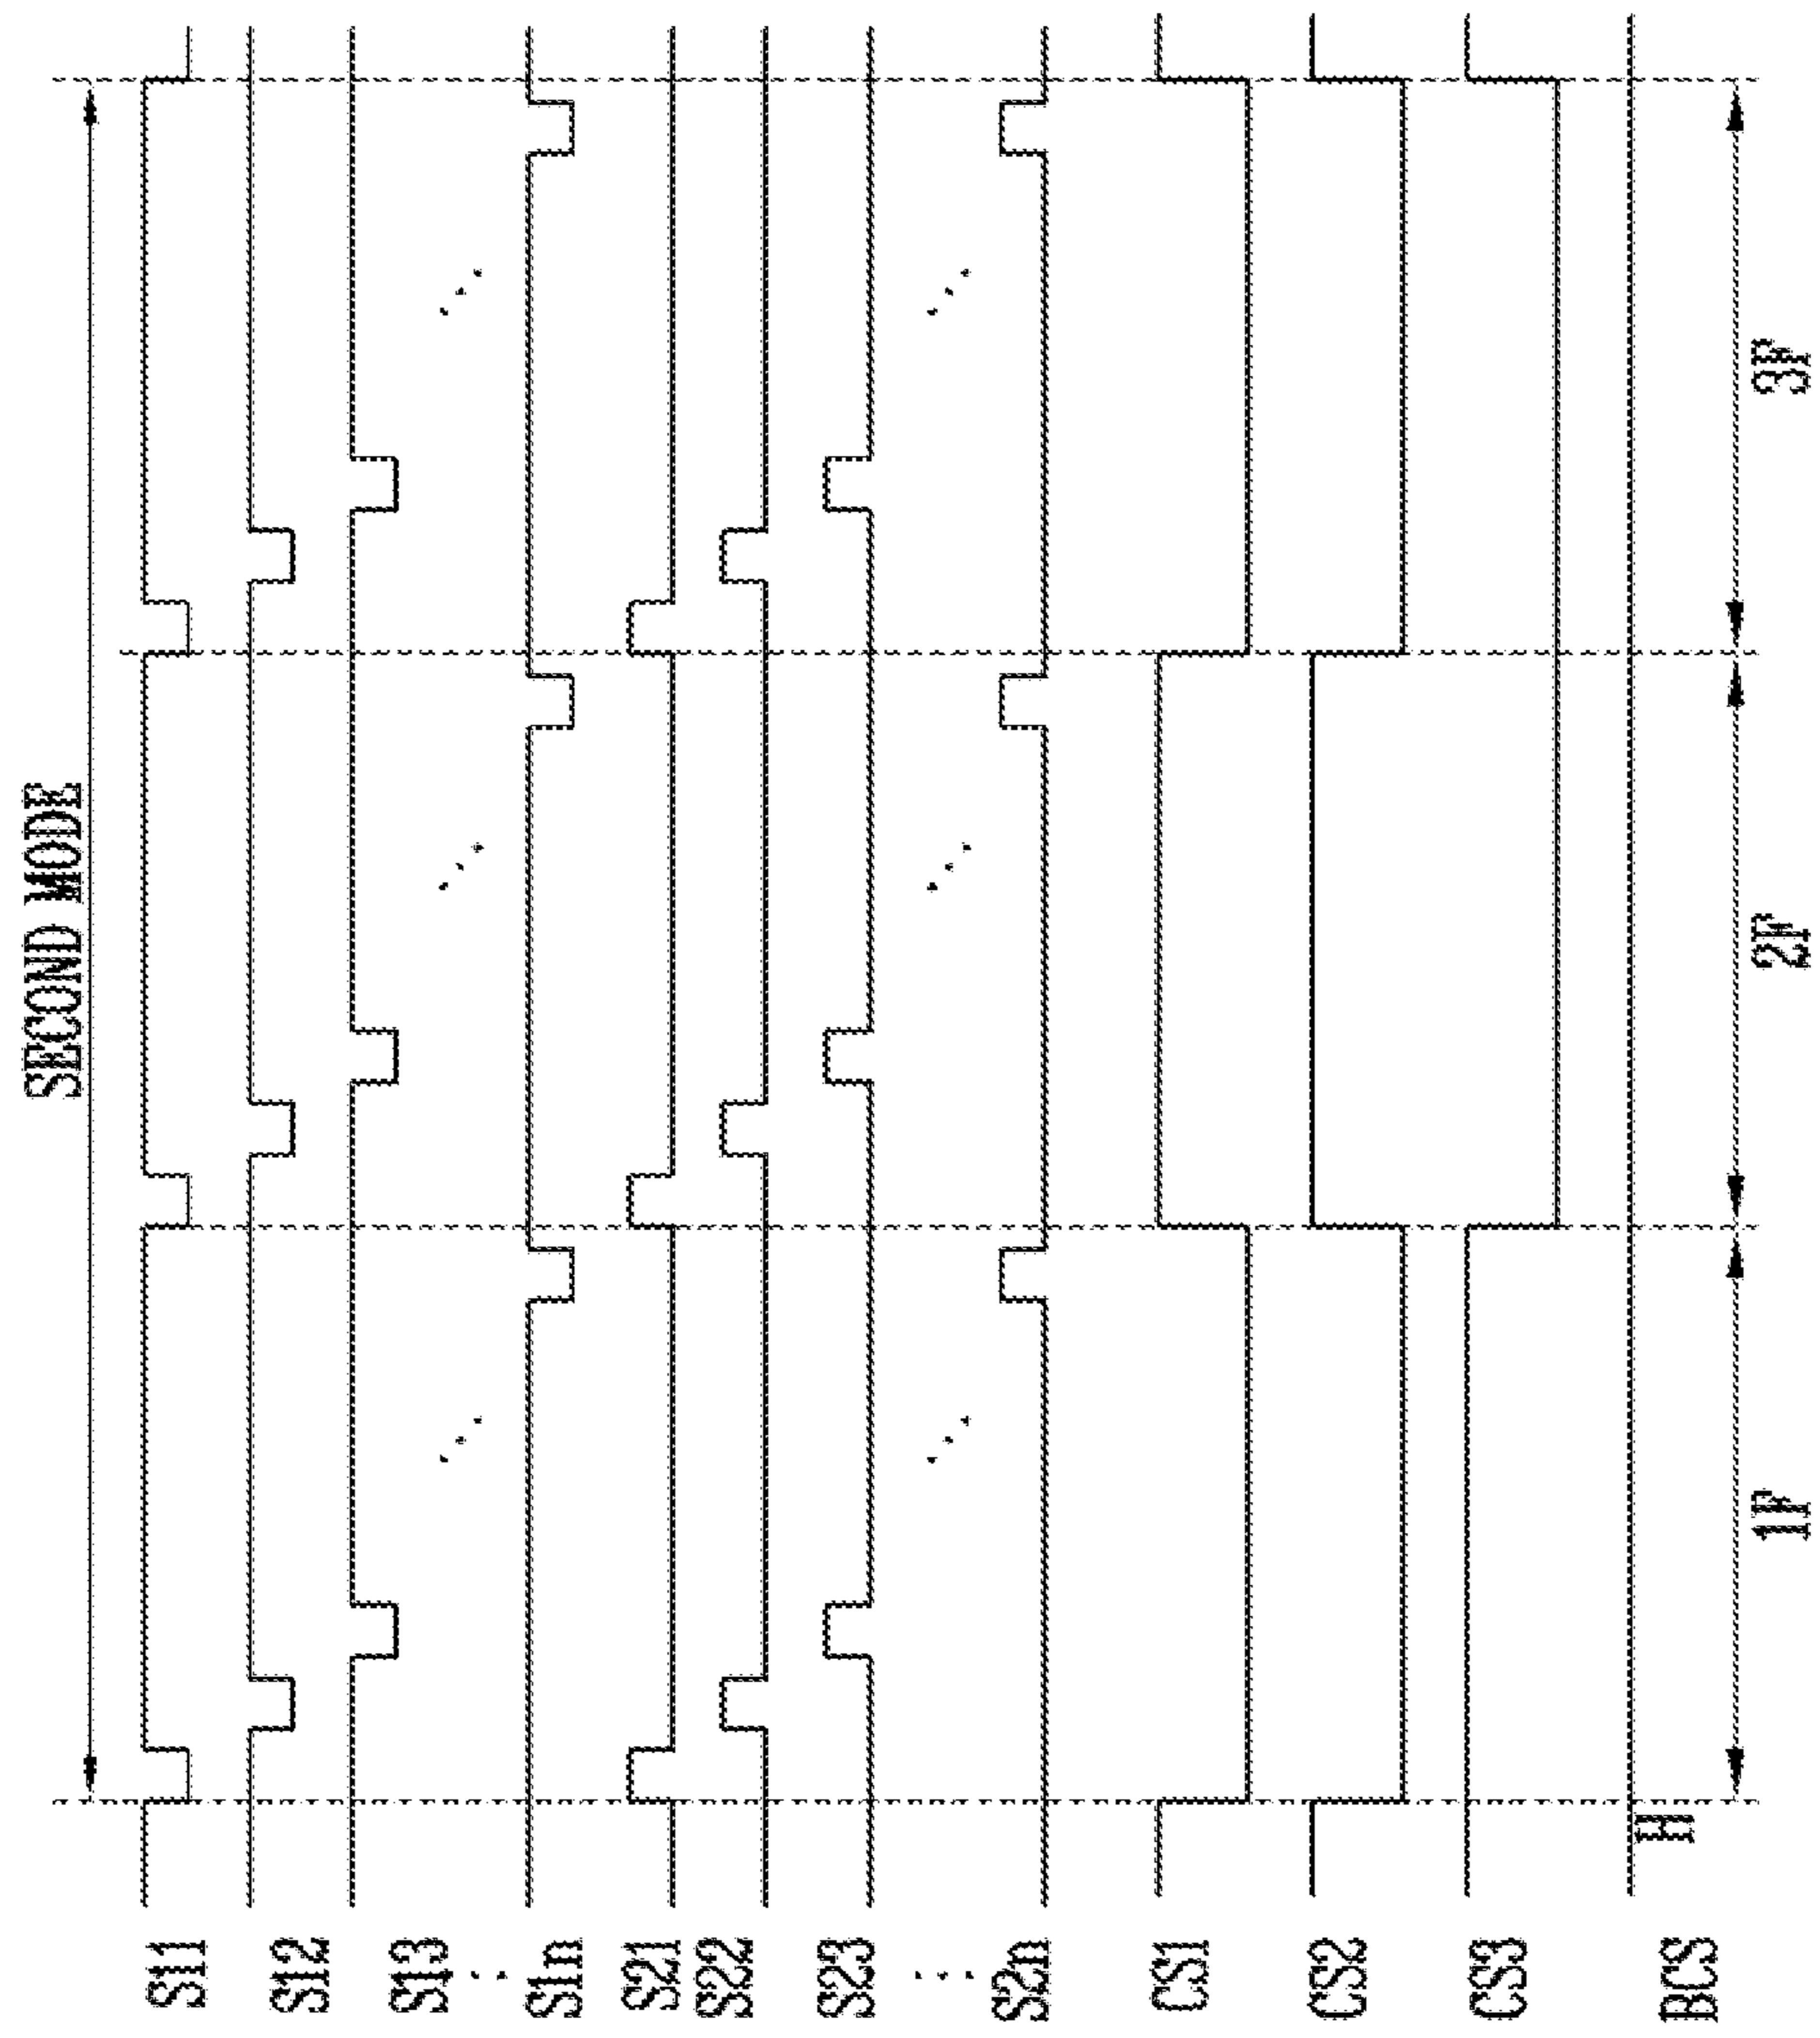 SECOND MODE
S11
S12
S13
S1n
S21
S22
S23
S2n
CS1
CS2
CS3
BCS
H
1F
2F
3F